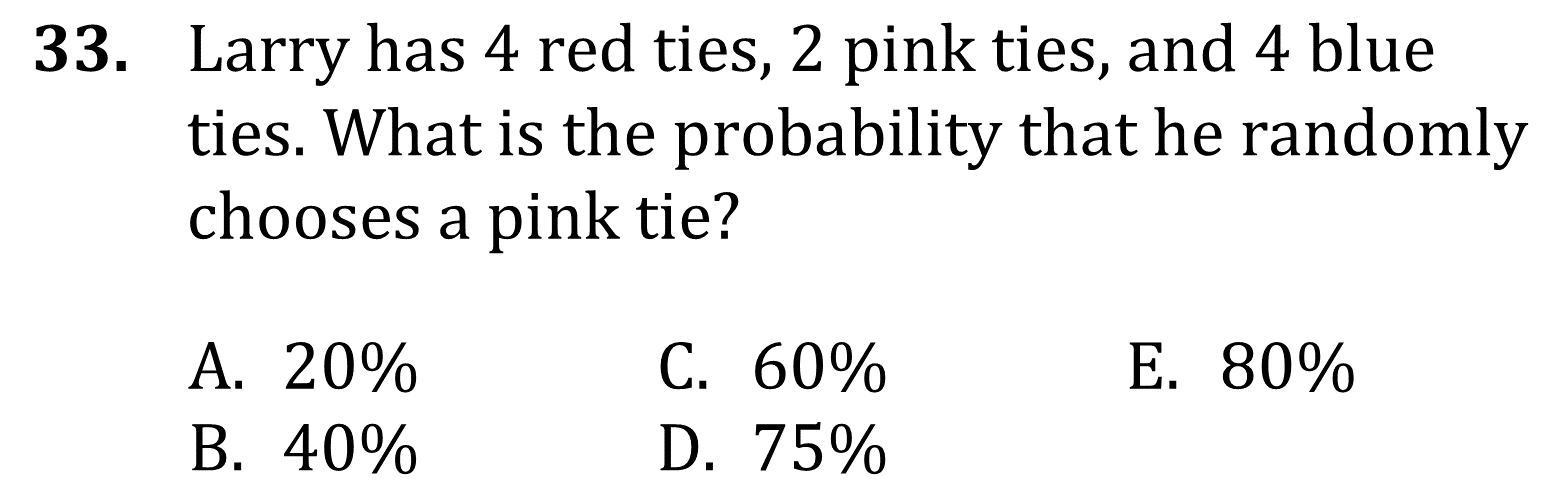 33. Larry has 4 red ties, 2 pink ties, and 4 blue
ties. What is the probability that he randomly
chooses a pink tie?
A. 20% C. 60% E. 80%
B. 40% D. 75%